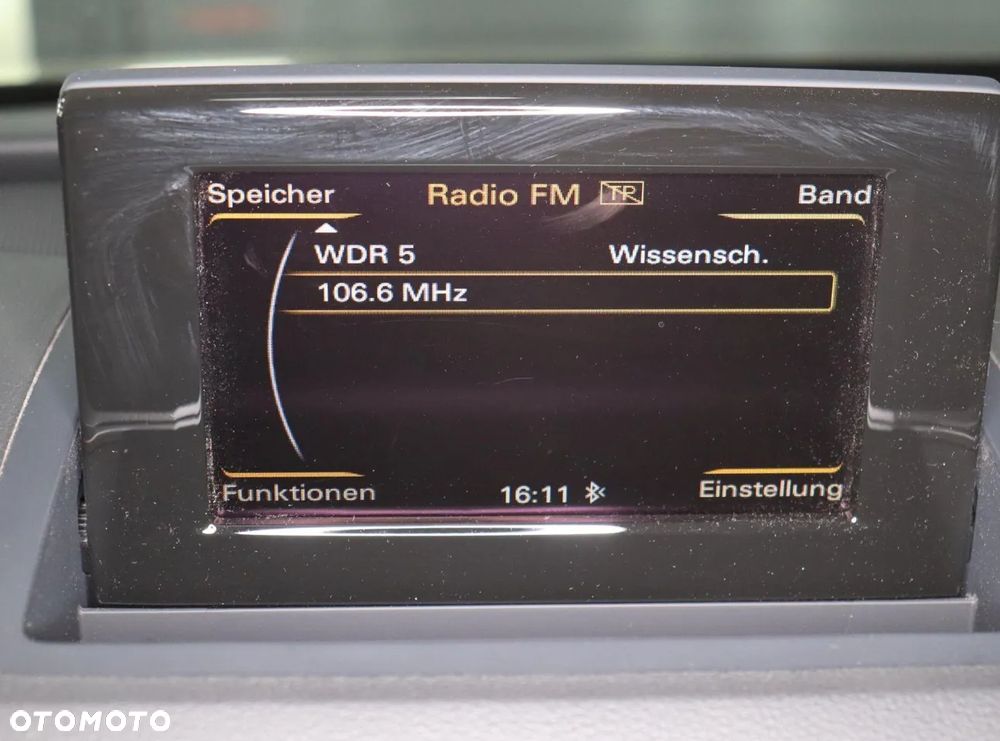 Speicher Radio FM TP Band
WDR 5 Wissensch.
106.6 MHz
Funktionen 16:11 Einstellung
OTOMOTO